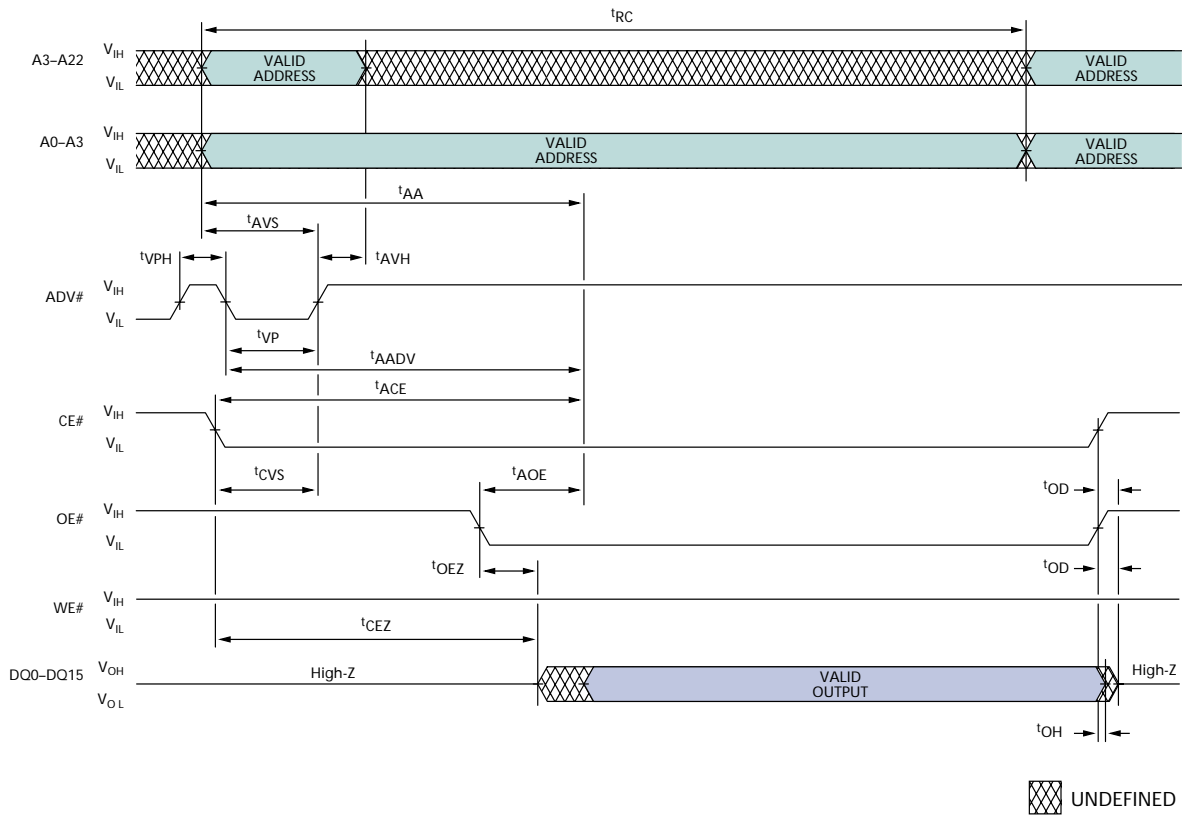 tRC
A3–A22
VIH
VIL
VALID
ADDRESS
VALID
ADDRESS
A0–A3
VIH
VIL
VALID
ADDRESS
VALID
ADDRESS
tAA
tAVS
tVPH
tAVH
ADV#
VIH
VIL
tVP
tAADV
tACE
CE#
VIH
VIL
tCVS
tAOE
tOD
OE#
VIH
VIL
tOEZ
tOD
WE#
VIH
VIL
tCEZ
DQ0–DQ15
VOH
VO L
High-Z
VALID
OUTPUT
High-Z
tOH
UNDEFINED